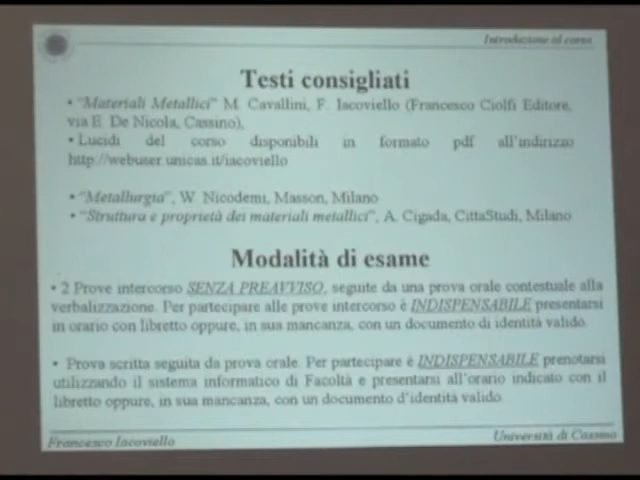 Introduzione al corso
Testi consigliati
• "Materiali Metallici" M. Cavallini, F. Iacoviello (Francesco Ciolfi Editore,
via E. De Nicola, Cassino),
• Lucidi del corso disponibili in formato pdf all'indirizzo
http://webuser.unicas.it/iacoviello
• "Metallurgia", W. Nicodemi, Masson, Milano
• "Struttura e proprietà dei materiali metallici", A. Cigada, CittaStudi, Milano
Modalità di esame
• 2 Prove intercorso SENZA PREAVVISO, seguite da una prova orale contestuale alla
verbalizzazione. Per partecipare alle prove intercorso è INDISPENSABILE presentarsi
in orario con libretto oppure, in sua mancanza, con un documento di identità valido.
• Prova scritta seguita da prova orale. Per partecipare è INDISPENSABILE prenotarsi
utilizzando il sistema informatico di Facoltà e presentarsi all'orario indicato con il
libretto oppure, in sua mancanza, con un documento d'identità valido.
Francesco Iacoviello
Università di Cassino